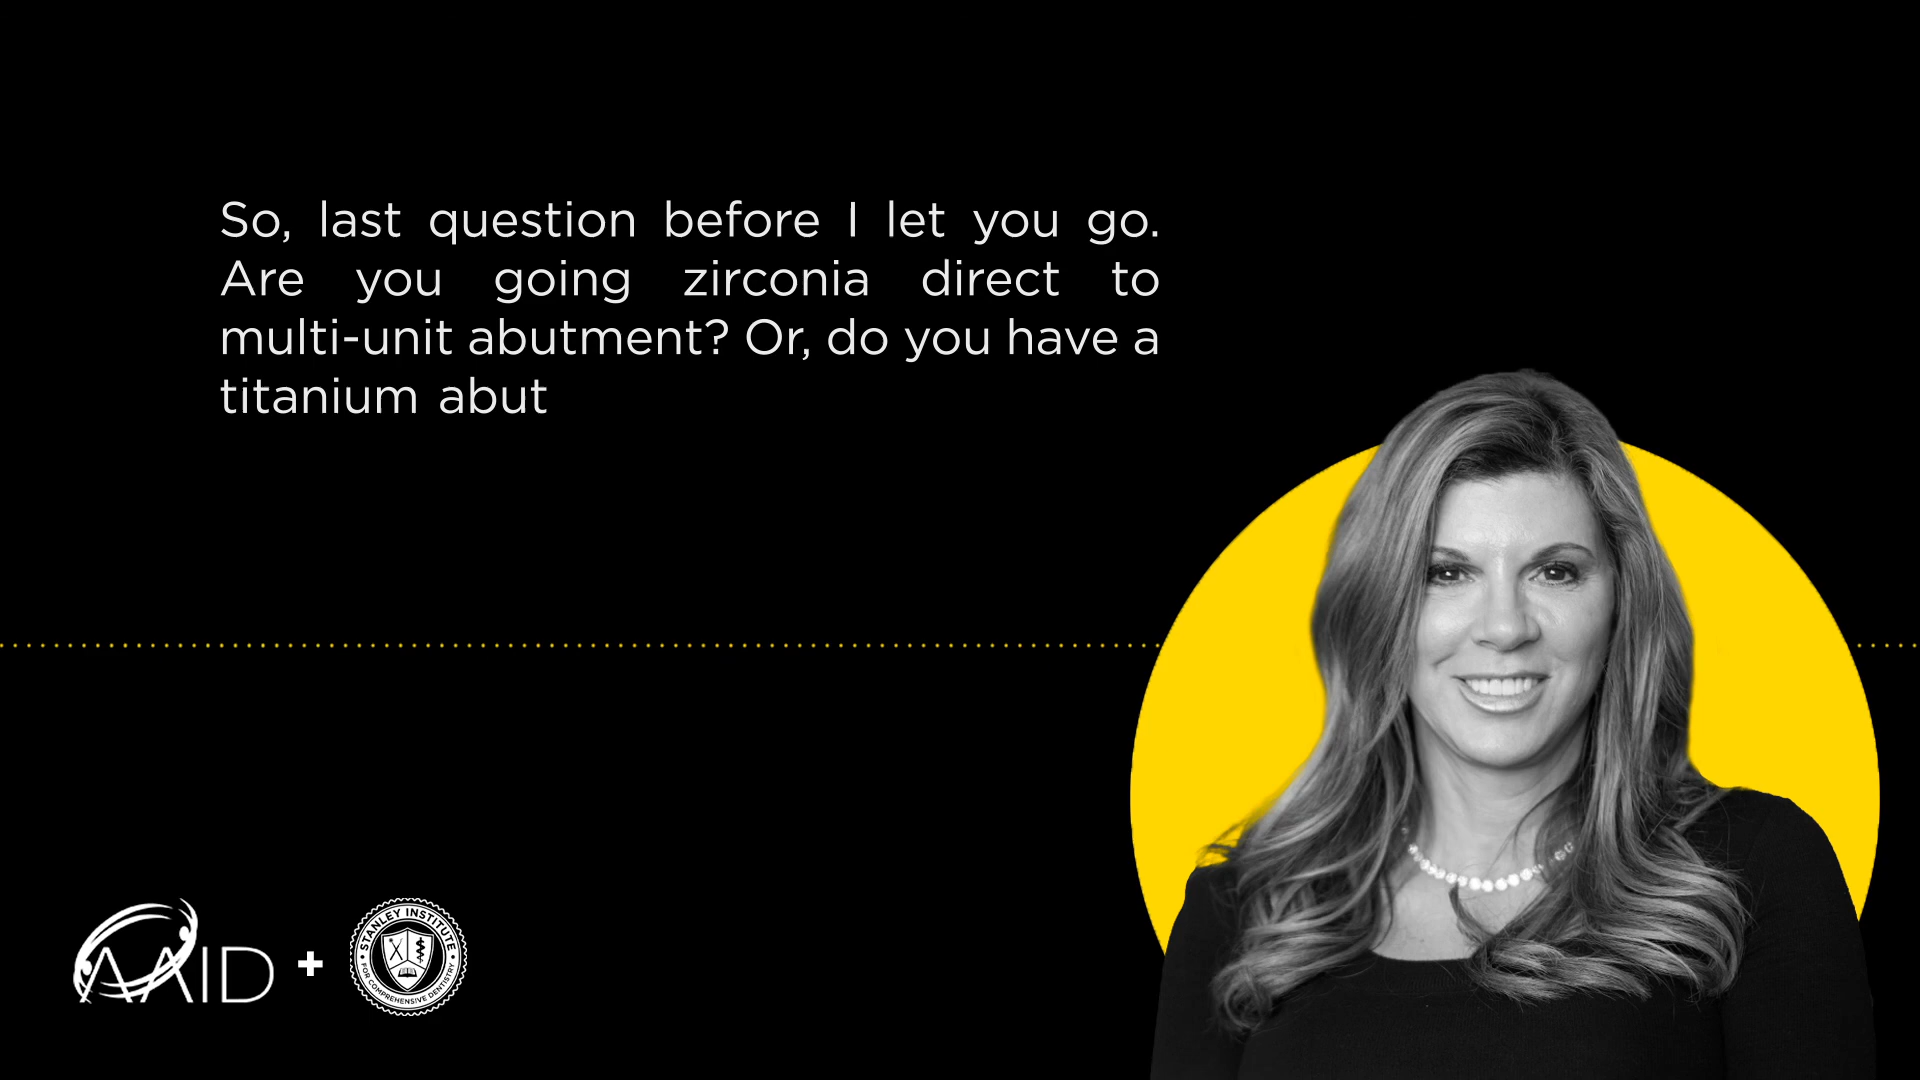 So, last question before I let you go.
Are you going zirconia direct to
multi-unit abutment? Or, do you have a
titanium abut
AAID
+
STANLEY INSTITUTE
FOR COMPREHENSIVE DENTISTRY